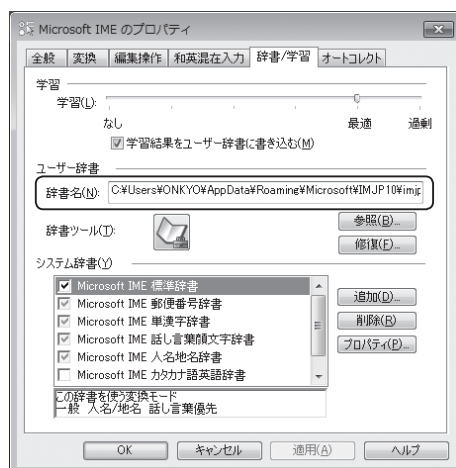 Microsoft IME のプロパティ
全般 変換 編集操作 和英混在入力 辞書/学習 オートコレクト
学習
学習(L):
なし 最適 過剰
学習結果をユーザー辞書に書き込む(M)
ユーザー辞書
辞書名(N): C:¥Users¥ONKYO¥AppData¥Roaming¥Microsoft¥IMJP10¥imjp
参照(B)...
辞書ツール(T):
修復(F)...
システム辞書(Y)
Microsoft IME 標準辞書
Microsoft IME 郵便番号辞書
追加(D)...
Microsoft IME 単漢字辞書
削除(R)
Microsoft IME 話し言葉顔文字辞書
プロパティ(P)...
Microsoft IME 人名地名辞書
Microsoft IME カタカナ語英語辞書
この辞書を使う変換モード
一般 人名/地名 話し言葉優先
OK キャンセル 適用(A) ヘルプ